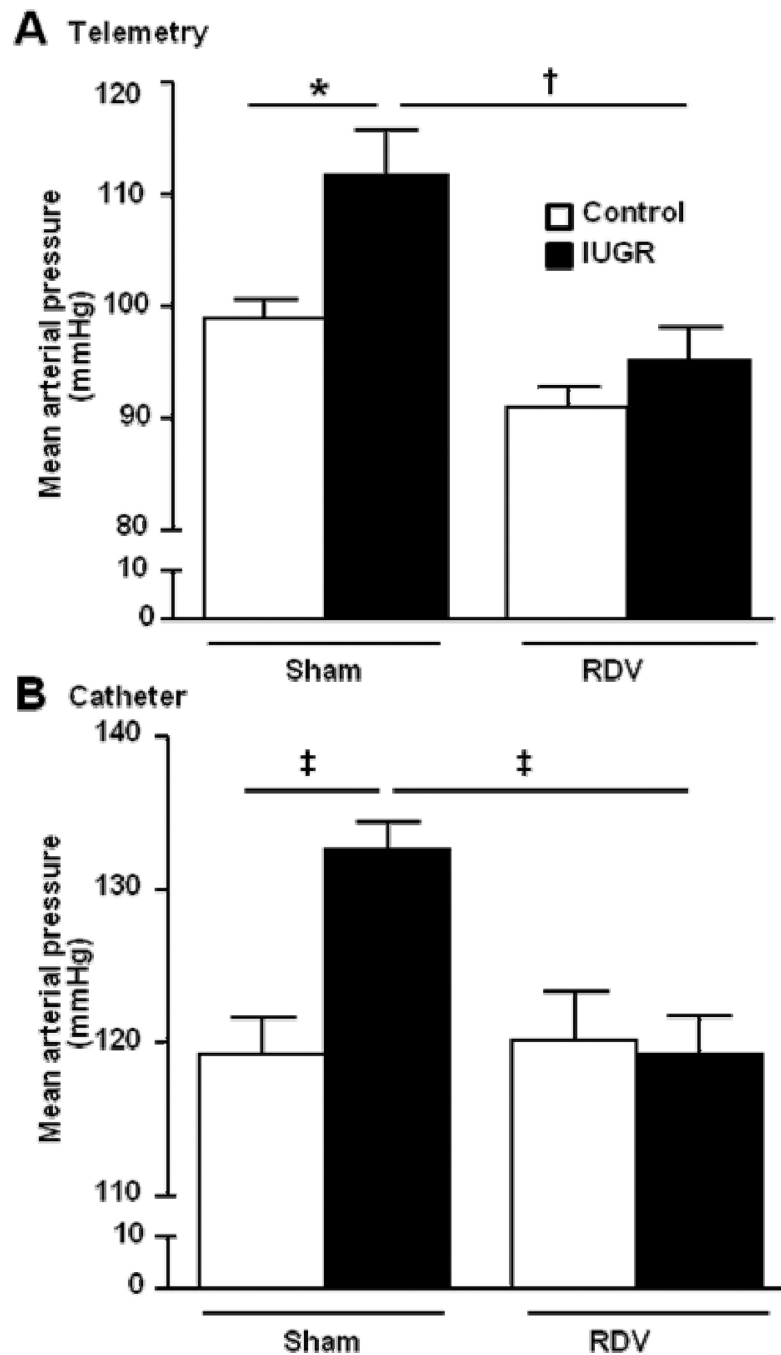 A Telemetry
Mean arterial pressure
(mmHg)
120
110
100
90
80
10
0
*
†
Control
IUGR
Sham
RDV
B Catheter
Mean arterial pressure
(mmHg)
140
130
120
110
10
0
‡
‡
Sham
RDV